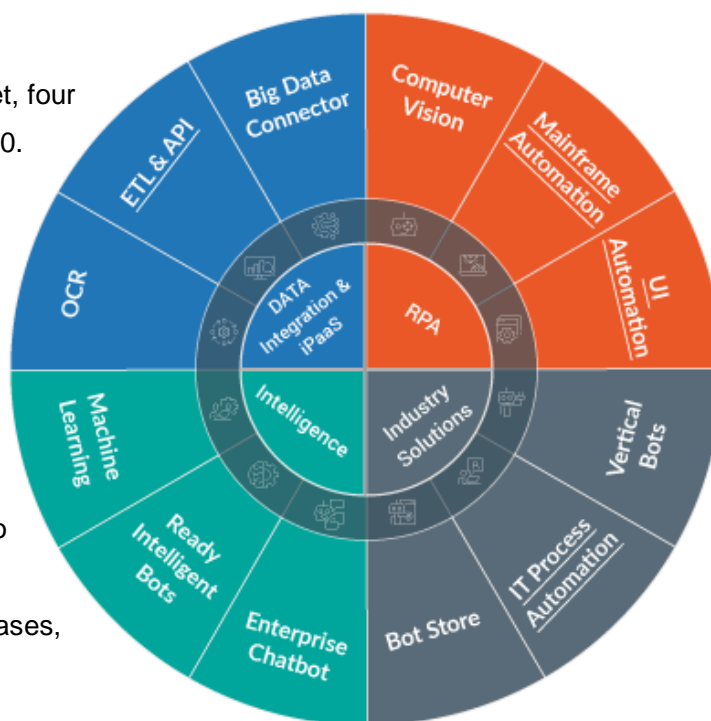 et, four
0.
Big Data
Connector
Computer
Vision
ETL & API
Mainframe
Automation
OCR
UI
Automation
DATA
Integration &
iPaaS
RPA
Intelligence
Industry
Solutions
Machine
Learning
Vertical
Bots
Ready
Intelligent
Bots
IT Process
Automation
Enterprise
Chatbot
Bot Store
o
ases,